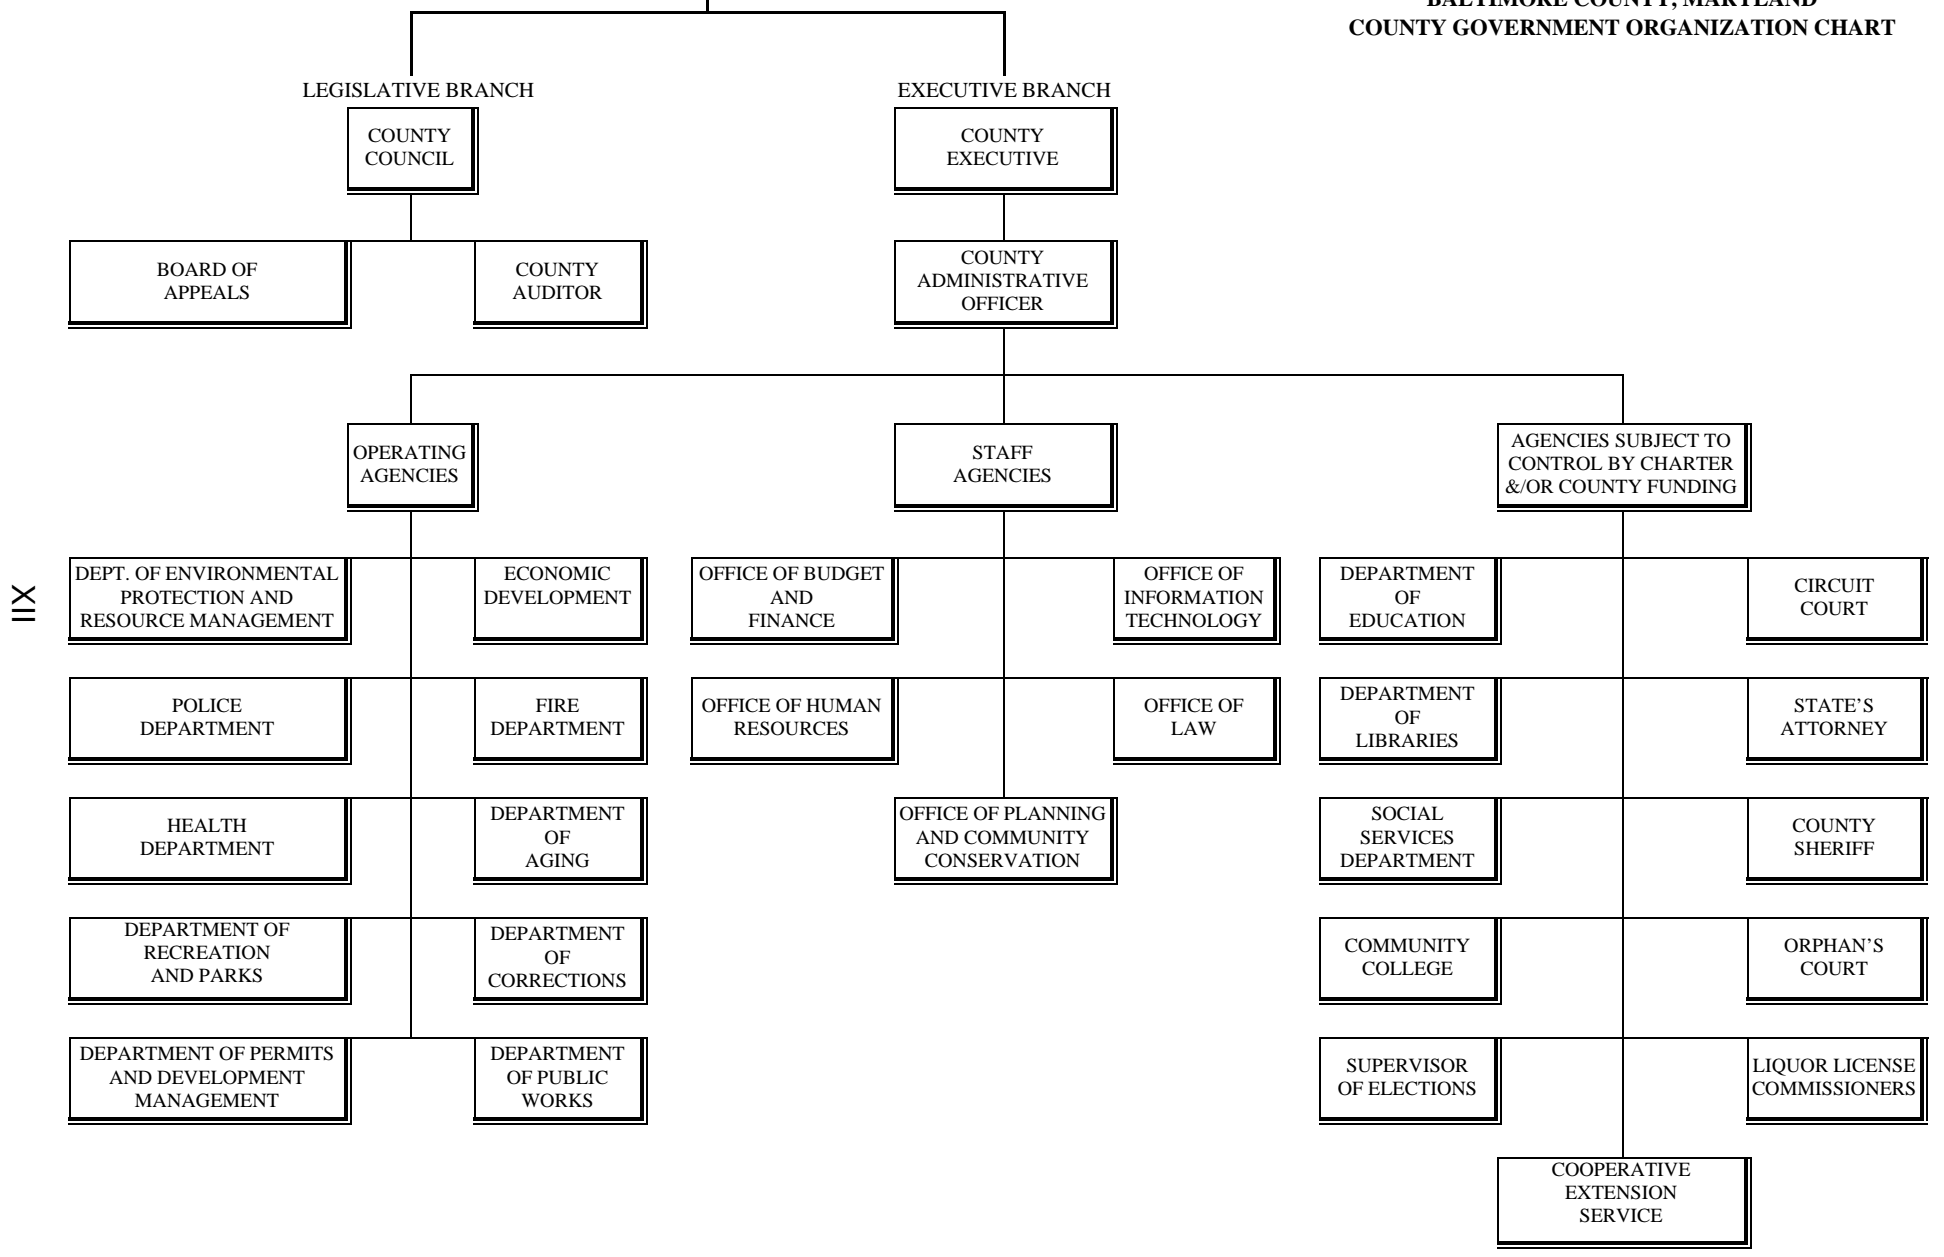 BALTIMORE COUNTY, MARYLAND
COUNTY GOVERNMENT ORGANIZATION CHART
LEGISLATIVE BRANCH
EXECUTIVE BRANCH
COUNTY
COUNCIL
COUNTY
EXECUTIVE
BOARD OF
APPEALS
COUNTY
AUDITOR
COUNTY
ADMINISTRATIVE
OFFICER
OPERATING
AGENCIES
STAFF
AGENCIES
AGENCIES SUBJECT TO
CONTROL BY CHARTER
&/OR COUNTY FUNDING
XII
DEPT. OF ENVIRONMENTAL
PROTECTION AND
RESOURCE MANAGEMENT
ECONOMIC
DEVELOPMENT
OFFICE OF BUDGET
AND
FINANCE
OFFICE OF
INFORMATION
TECHNOLOGY
DEPARTMENT
OF
EDUCATION
CIRCUIT
COURT
POLICE
DEPARTMENT
FIRE
DEPARTMENT
OFFICE OF HUMAN
RESOURCES
OFFICE OF
LAW
DEPARTMENT
OF
LIBRARIES
STATE'S
ATTORNEY
HEALTH
DEPARTMENT
DEPARTMENT
OF
AGING
OFFICE OF PLANNING
AND COMMUNITY
CONSERVATION
SOCIAL
SERVICES
DEPARTMENT
COUNTY
SHERIFF
DEPARTMENT OF
RECREATION
AND PARKS
DEPARTMENT
OF
CORRECTIONS
COMMUNITY
COLLEGE
ORPHAN'S
COURT
DEPARTMENT OF PERMITS
AND DEVELOPMENT
MANAGEMENT
DEPARTMENT
OF PUBLIC
WORKS
SUPERVISOR
OF ELECTIONS
LIQUOR LICENSE
COMMISSIONERS
COOPERATIVE
EXTENSION
SERVICE